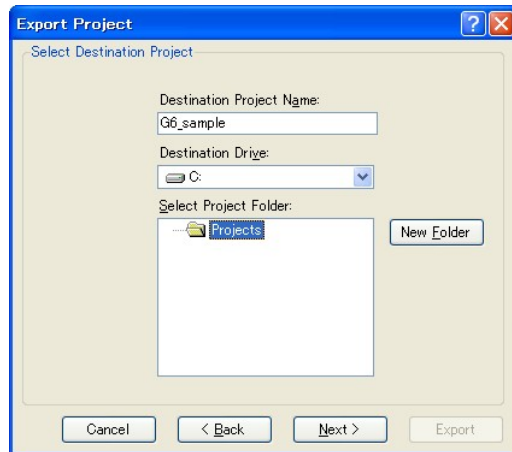 Export Project
Select Destination Project
Destination Project Name:
G6_sample
Destination Drive:
C:
Select Project Folder:
Projects
New Folder
Cancel
< Back
Next >
Export